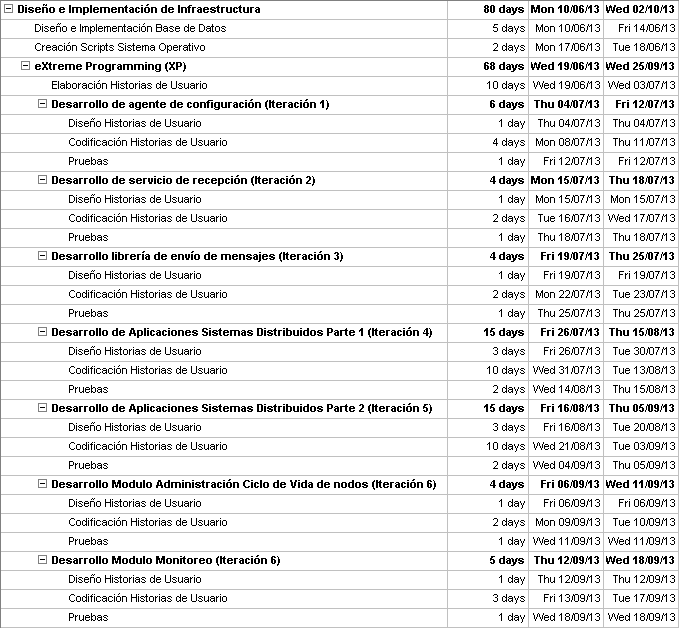 Diseño e Implementación de Infraestructura 80 days Mon 10/06/13 Wed 02/10/13
Diseño e Implementación Base de Datos 5 days Mon 10/06/13 Fri 14/06/13
Creación Scripts Sistema Operativo 2 days Mon 17/06/13 Tue 18/06/13
eXtreme Programming (XP) 68 days Wed 19/06/13 Wed 25/09/13
Elaboración Historias de Usuario 10 days Wed 19/06/13 Wed 03/07/13
Desarrollo de agente de configuración (Iteración 1) 6 days Thu 04/07/13 Fri 12/07/13
Diseño Historias de Usuario 1 day Thu 04/07/13 Thu 04/07/13
Codificación Historias de Usuario 4 days Mon 08/07/13 Thu 11/07/13
Pruebas 1 day Fri 12/07/13 Fri 12/07/13
Desarrollo de servicio de recepción (Iteración 2) 4 days Mon 15/07/13 Thu 18/07/13
Diseño Historias de Usuario 1 day Mon 15/07/13 Mon 15/07/13
Codificación Historias de Usuario 2 days Tue 16/07/13 Wed 17/07/13
Pruebas 1 day Thu 18/07/13 Thu 18/07/13
Desarrollo librería de envío de mensajes (Iteración 3) 4 days Fri 19/07/13 Thu 25/07/13
Diseño Historias de Usuario 1 day Fri 19/07/13 Fri 19/07/13
Codificación Historias de Usuario 2 days Mon 22/07/13 Tue 23/07/13
Pruebas 1 day Thu 25/07/13 Thu 25/07/13
Desarrollo de Aplicaciones Sistemas Distribuidos Parte 1 (Iteración 4) 15 days Fri 26/07/13 Thu 15/08/13
Diseño Historias de Usuario 3 days Fri 26/07/13 Tue 30/07/13
Codificación Historias de Usuario 10 days Wed 31/07/13 Tue 13/08/13
Pruebas 2 days Wed 14/08/13 Thu 15/08/13
Desarrollo de Aplicaciones Sistemas Distribuidos Parte 2 (Iteración 5) 15 days Fri 16/08/13 Thu 05/09/13
Diseño Historias de Usuario 3 days Fri 16/08/13 Tue 20/08/13
Codificación Historias de Usuario 10 days Wed 21/08/13 Tue 03/09/13
Pruebas 2 days Wed 04/09/13 Thu 05/09/13
Desarrollo Modulo Administración Ciclo de Vida de nodos (Iteración 6) 4 days Fri 06/09/13 Wed 11/09/13
Diseño Historias de Usuario 1 day Fri 06/09/13 Fri 06/09/13
Codificación Historias de Usuario 2 days Mon 09/09/13 Tue 10/09/13
Pruebas 1 day Wed 11/09/13 Wed 11/09/13
Desarrollo Modulo Monitoreo (Iteración 6) 5 days Thu 12/09/13 Wed 18/09/13
Diseño Historias de Usuario 1 day Thu 12/09/13 Thu 12/09/13
Codificación Historias de Usuario 3 days Fri 13/09/13 Tue 17/09/13
Pruebas 1 day Wed 18/09/13 Wed 18/09/13